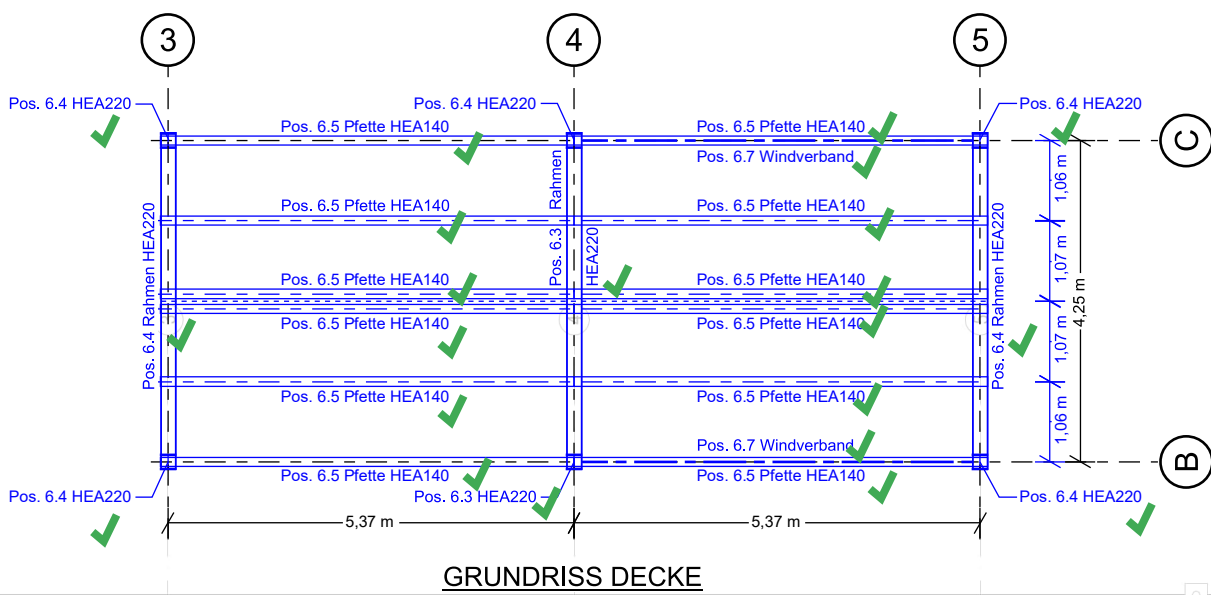 3
4
5
Pos. 6.4 HEA220
Pos. 6.4 HEA220
Pos. 6.4 HEA220
Pos. 6.5 Pfette HEA140
Pos. 6.5 Pfette HEA140
C
Pos. 6.7 Windverband
1,06 m
Pos. 6.5 Pfette HEA140
Pos. 6.5 Pfette HEA140
Pos. 6.4 Rahmen HEA220
Pos. 6.3 Rahmen
HEA220
Pos. 6.4 Rahmen HEA220
1,07 m
Pos. 6.5 Pfette HEA140
Pos. 6.5 Pfette HEA140
4,25 m
Pos. 6.5 Pfette HEA140
Pos. 6.5 Pfette HEA140
1,07 m
Pos. 6.5 Pfette HEA140
Pos. 6.5 Pfette HEA140
1,06 m
Pos. 6.7 Windverband
B
Pos. 6.5 Pfette HEA140
Pos. 6.5 Pfette HEA140
Pos. 6.4 HEA220
Pos. 6.3 HEA220
Pos. 6.4 HEA220
5,37 m
5,37 m
GRUNDRISS DECKE